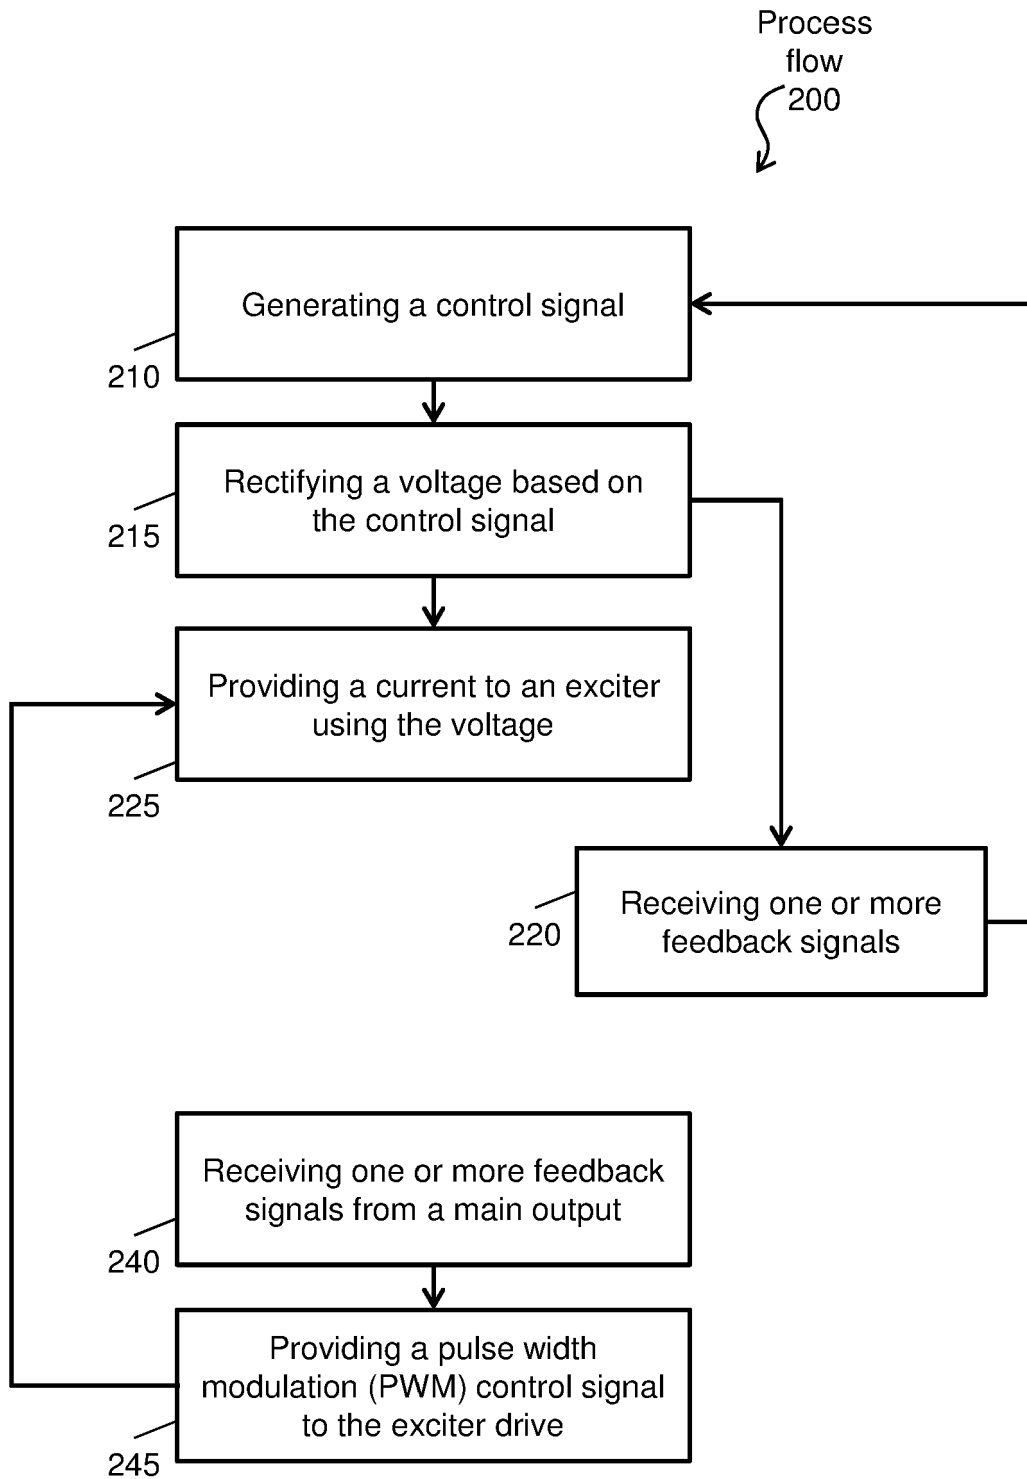 Process
flow
200
Generating a control signal
210
Rectifying a voltage based on
the control signal
215
Providing a current to an exciter
using the voltage
225
Receiving one or more
feedback signals
220
Receiving one or more feedback
signals from a main output
240
Providing a pulse width
modulation (PWM) control signal
to the exciter drive
245